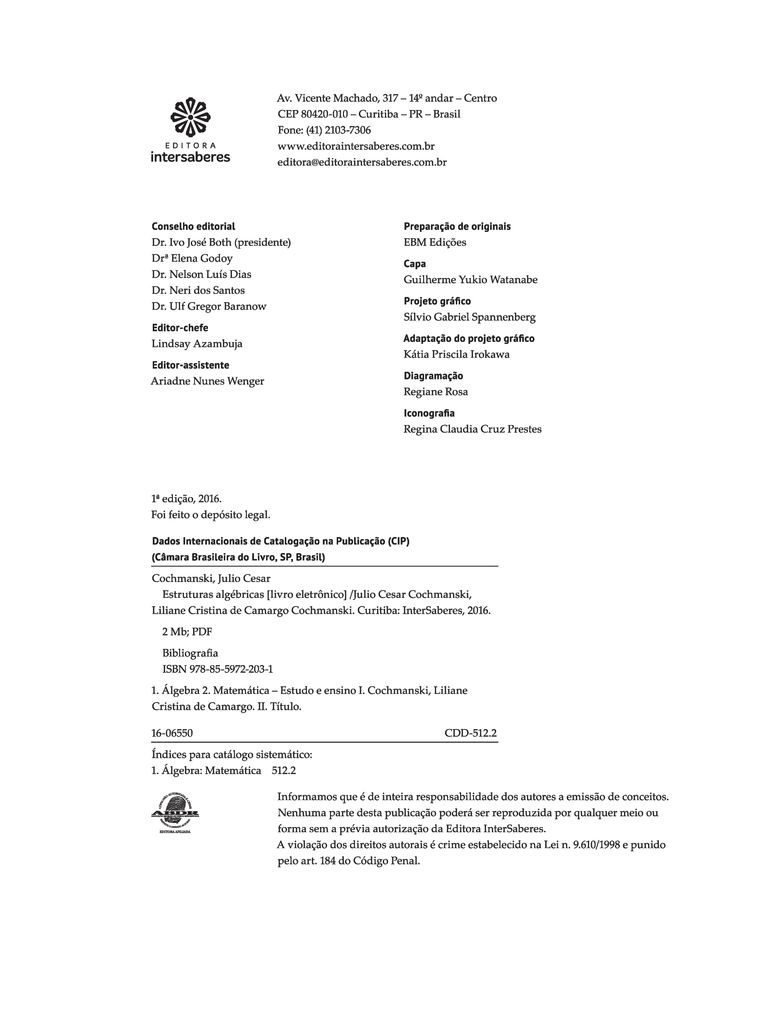 EDITORA
intersaberes
Av. Vicente Machado, 317 – 14º andar – Centro
CEP 80420-010 – Curitiba – PR – Brasil
Fone: (41) 2103-7306
www.editoraintersaberes.com.br
editora@editoraintersaberes.com.br
Conselho editorial
Dr. Ivo José Both (presidente)
Drª Elena Godoy
Dr. Nelson Luís Dias
Dr. Neri dos Santos
Dr. Ulf Gregor Baranow
Editor-chefe
Lindsay Azambuja
Editor-assistente
Ariadne Nunes Wenger
Preparação de originais
EBM Edições
Capa
Guilherme Yukio Watanabe
Projeto gráfico
Sílvio Gabriel Spannenberg
Adaptação do projeto gráfico
Kátia Priscila Irokawa
Diagramação
Regiane Rosa
Iconografia
Regina Claudia Cruz Prestes
1ª edição, 2016.
Foi feito o depósito legal.
Dados Internacionais de Catalogação na Publicação (CIP)
(Câmara Brasileira do Livro, SP, Brasil)
Cochmanski, Julio Cesar
Estruturas algébricas [livro eletrônico] /Julio Cesar Cochmanski,
Liliane Cristina de Camargo Cochmanski. Curitiba: InterSaberes, 2016.
2 Mb; PDF
Bibliografia
ISBN 978-85-5972-203-1
1. Álgebra 2. Matemática – Estudo e ensino I. Cochmanski, Liliane
Cristina de Camargo. II. Título.
16-06550 CDD-512.2
Índices para catálogo sistemático:
1. Álgebra: Matemática 512.2
ABDR
EDITORA AFILIADA
Informamos que é de inteira responsabilidade dos autores a emissão de conceitos.
Nenhuma parte desta publicação poderá ser reproduzida por qualquer meio ou
forma sem a prévia autorização da Editora InterSaberes.
A violação dos direitos autorais é crime estabelecido na Lei n. 9.610/1998 e punido
pelo art. 184 do Código Penal.